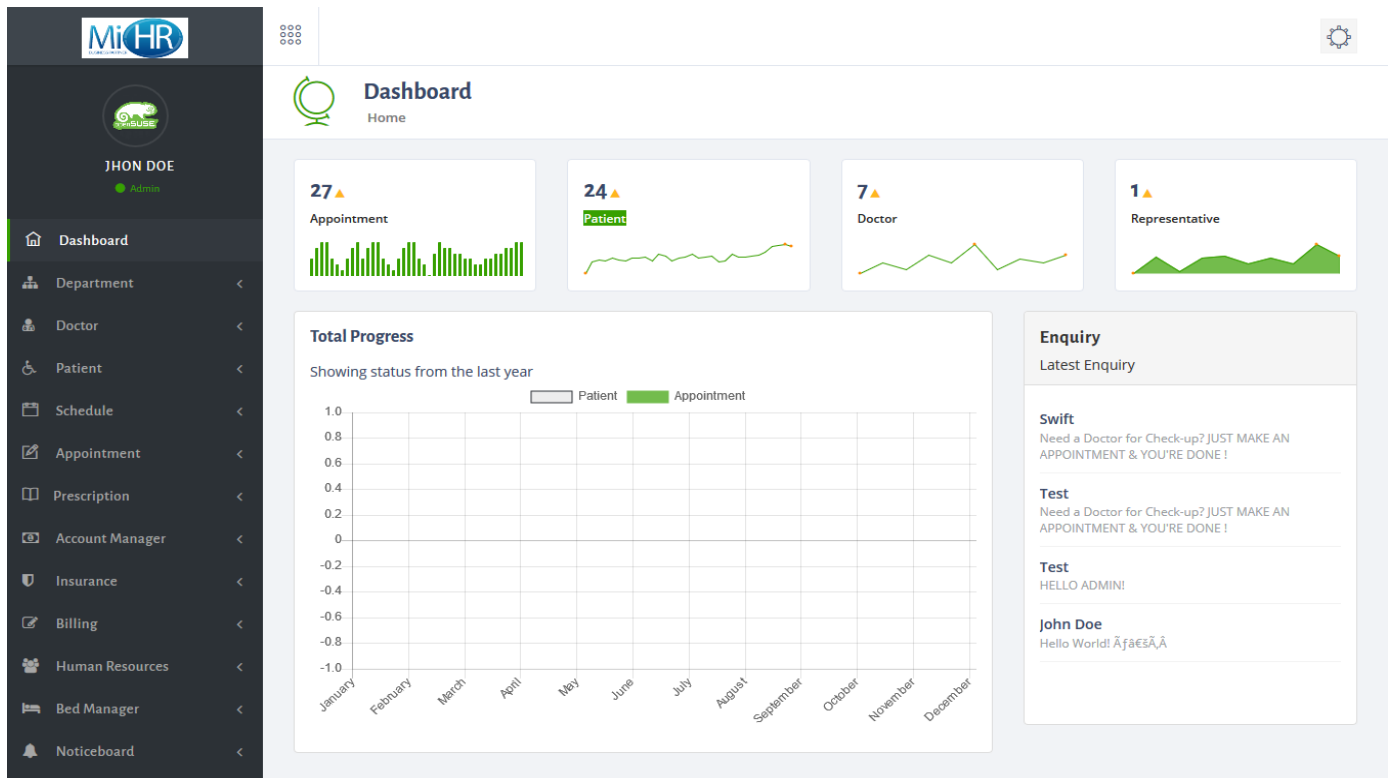 MiHR
openSUSE
JHON DOE
Admin
Dashboard
Department
Doctor
Patient
Schedule
Appointment
Prescription
Account Manager
Insurance
Billing
Human Resources
Bed Manager
Noticeboard
Dashboard
Home
27
Appointment
24
Patient
7
Doctor
1
Representative
Total Progress
Showing status from the last year
Patient Appointment
1.0
0.8
0.6
0.4
0.2
0
-0.2
-0.4
-0.6
-0.8
-1.0
January February March April May June July August September October November December
Enquiry
Latest Enquiry
Swift
Need a Doctor for Check-up? JUST MAKE AN
APPOINTMENT & YOU'RE DONE !
Test
Need a Doctor for Check-up? JUST MAKE AN
APPOINTMENT & YOU'RE DONE !
Test
HELLO ADMIN!
John Doe
Hello World! Ãƒâ€šÃ‚Â